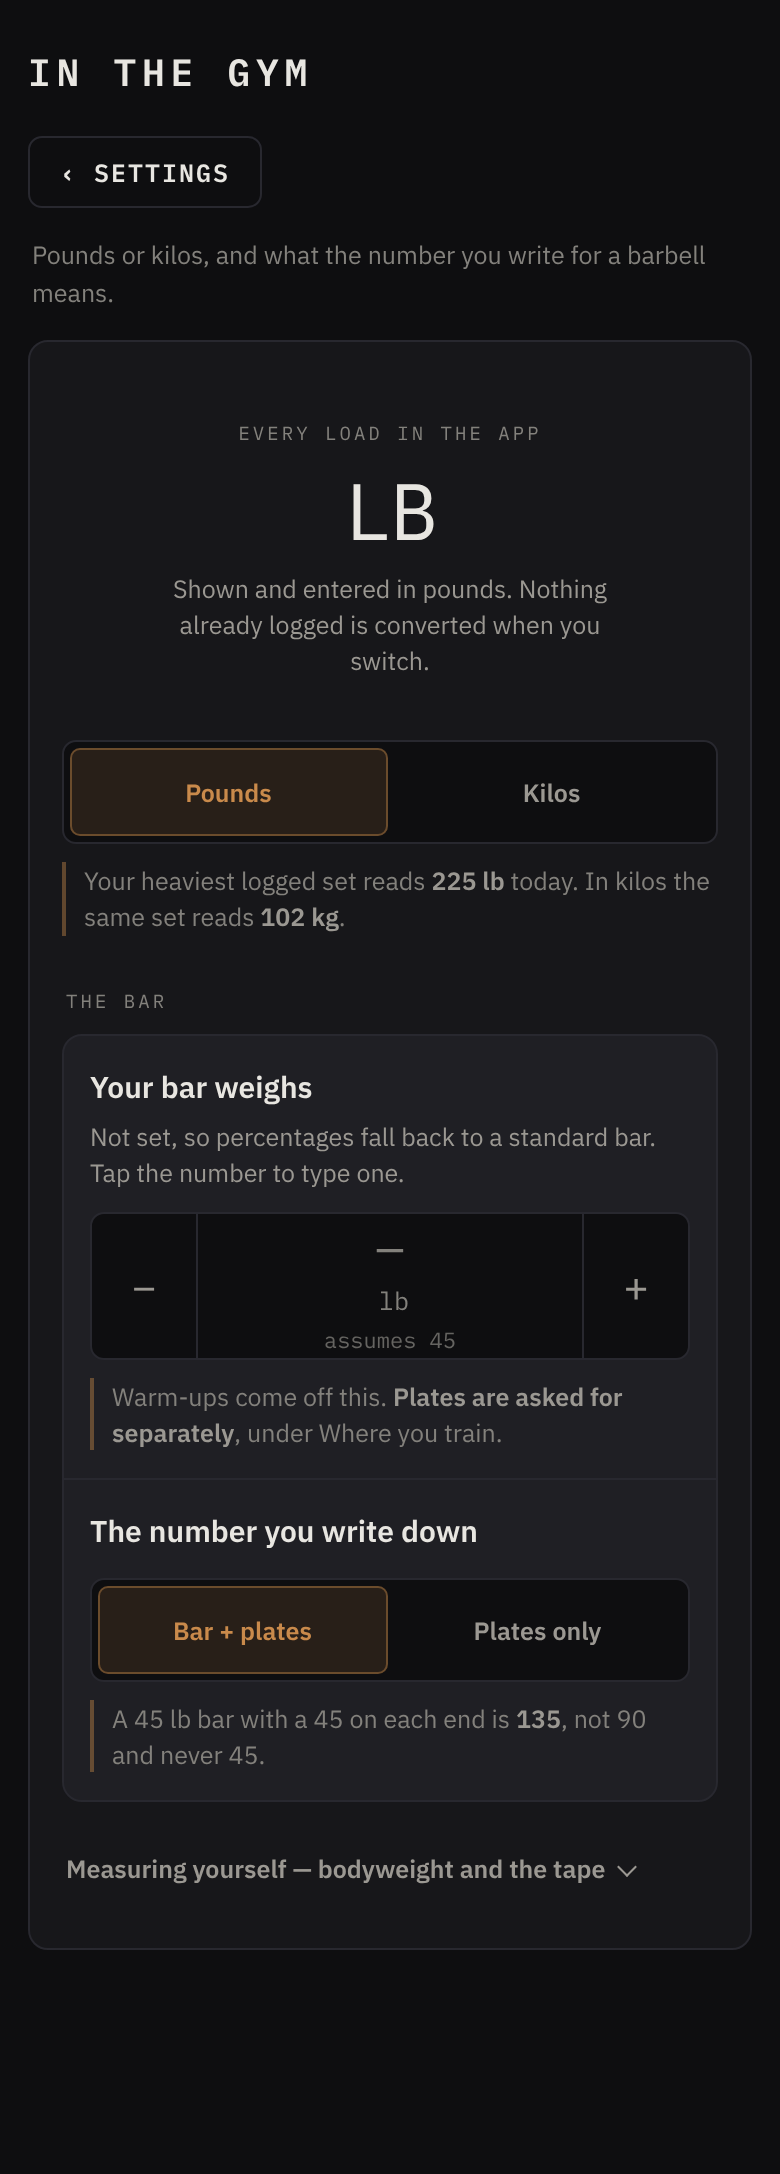 IN THE GYM
‹ SETTINGS
Pounds or kilos, and what the number you write for a barbell
means.
EVERY LOAD IN THE APP
LB
Shown and entered in pounds. Nothing
already logged is converted when you
switch.
Pounds
Kilos
Your heaviest logged set reads 225 lb today. In kilos the
same set reads 102 kg.
THE BAR
Your bar weighs
Not set, so percentages fall back to a standard bar.
Tap the number to type one.
−
—
+
lb
assumes 45
Warm-ups come off this. Plates are asked for
separately, under Where you train.
The number you write down
Bar + plates
Plates only
A 45 lb bar with a 45 on each end is 135, not 90
and never 45.
Measuring yourself — bodyweight and the tape